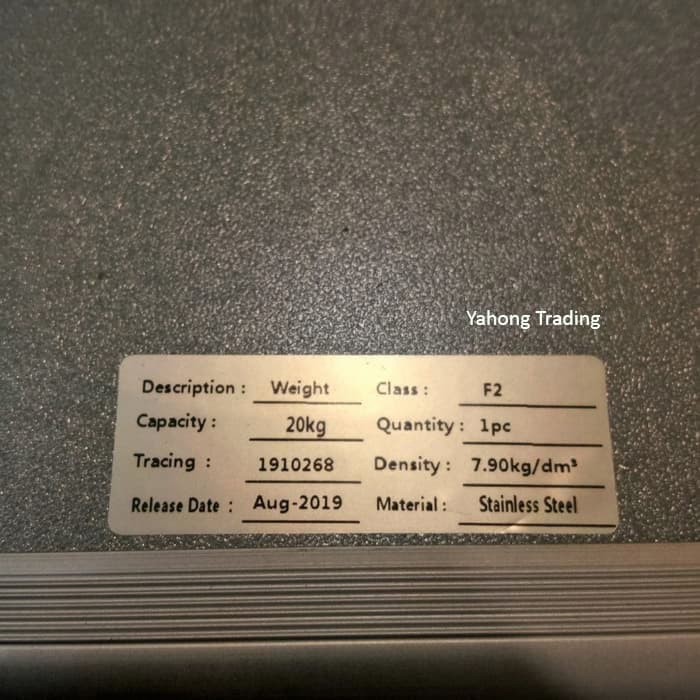 Yahong Trading
Description : Weight Class : F2
Capacity : 20kg Quantity : 1pc
Tracing : 1910268 Density : 7.90kg/dm³
Release Date : Aug-2019 Material : Stainless Steel